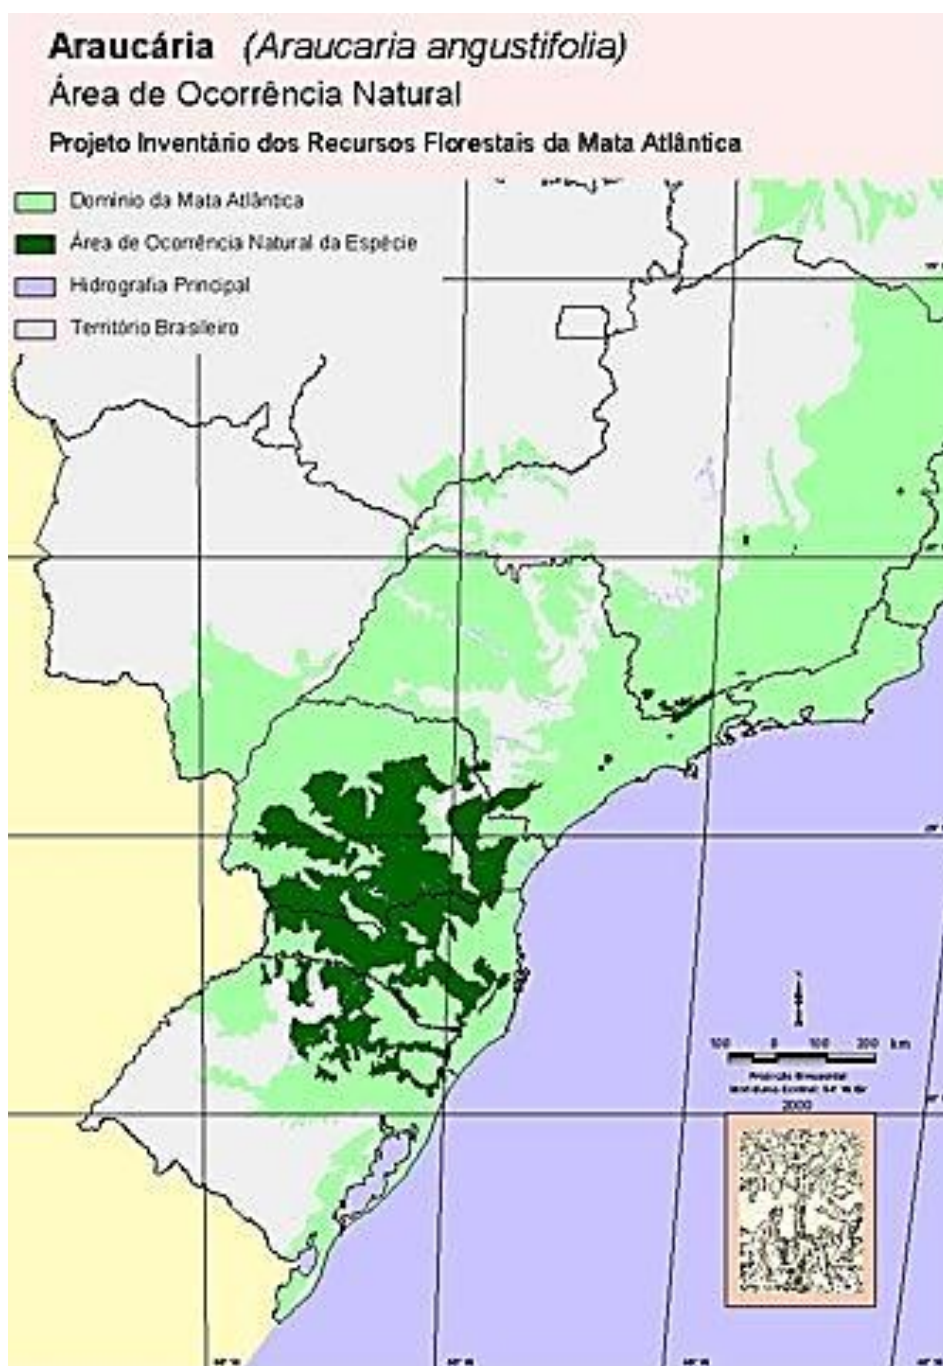 Araucária (Araucaria angustifolia)
Área de Ocorrência Natural
Projeto Inventário dos Recursos Florestais da Mata Atlântica
Domínio da Mata Atlântica
Área de Ocorrência Natural da Espécie
Hidrografia Principal
Território Brasileiro
100 0 100 200 km
2000